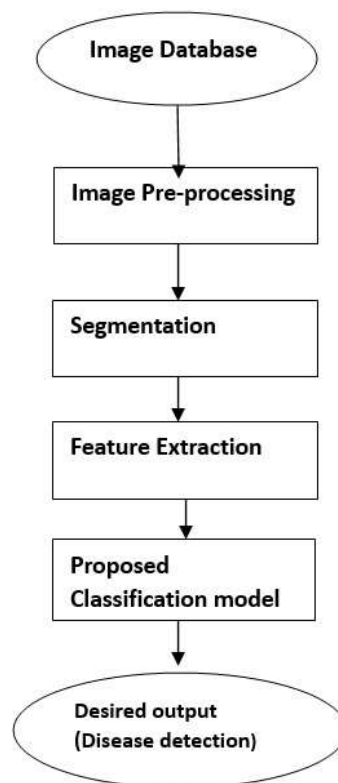 Image Database
Image Pre-processing
Segmentation
Feature Extraction
Proposed
Classification model
Desired output
(Disease detection)